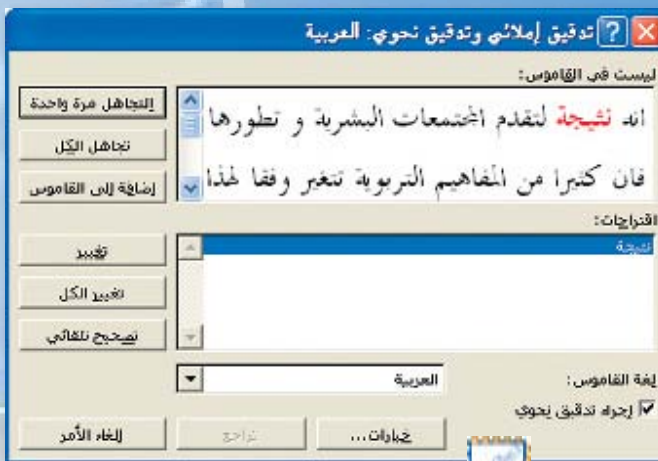 تدقيق إملائي وتدقيق نحوي: العربية
ليست في القاموس:
انه نثيجة لتقدم المجتمعات البشرية و تطورها
فان كثيرا من المفاهيم التربوية تتغير وفقا لهذا
التجاهل مرة واحدة
تجاهل الكل
إضافة إلى القاموس
اقتراحات:
نتيجة
تغيير
تغيير الكل
تصحيح تلقائي
لغة القاموس:
العربية
إجراء تدقيق نحوي
خيارات...
تراجع
إلغاء الأمر